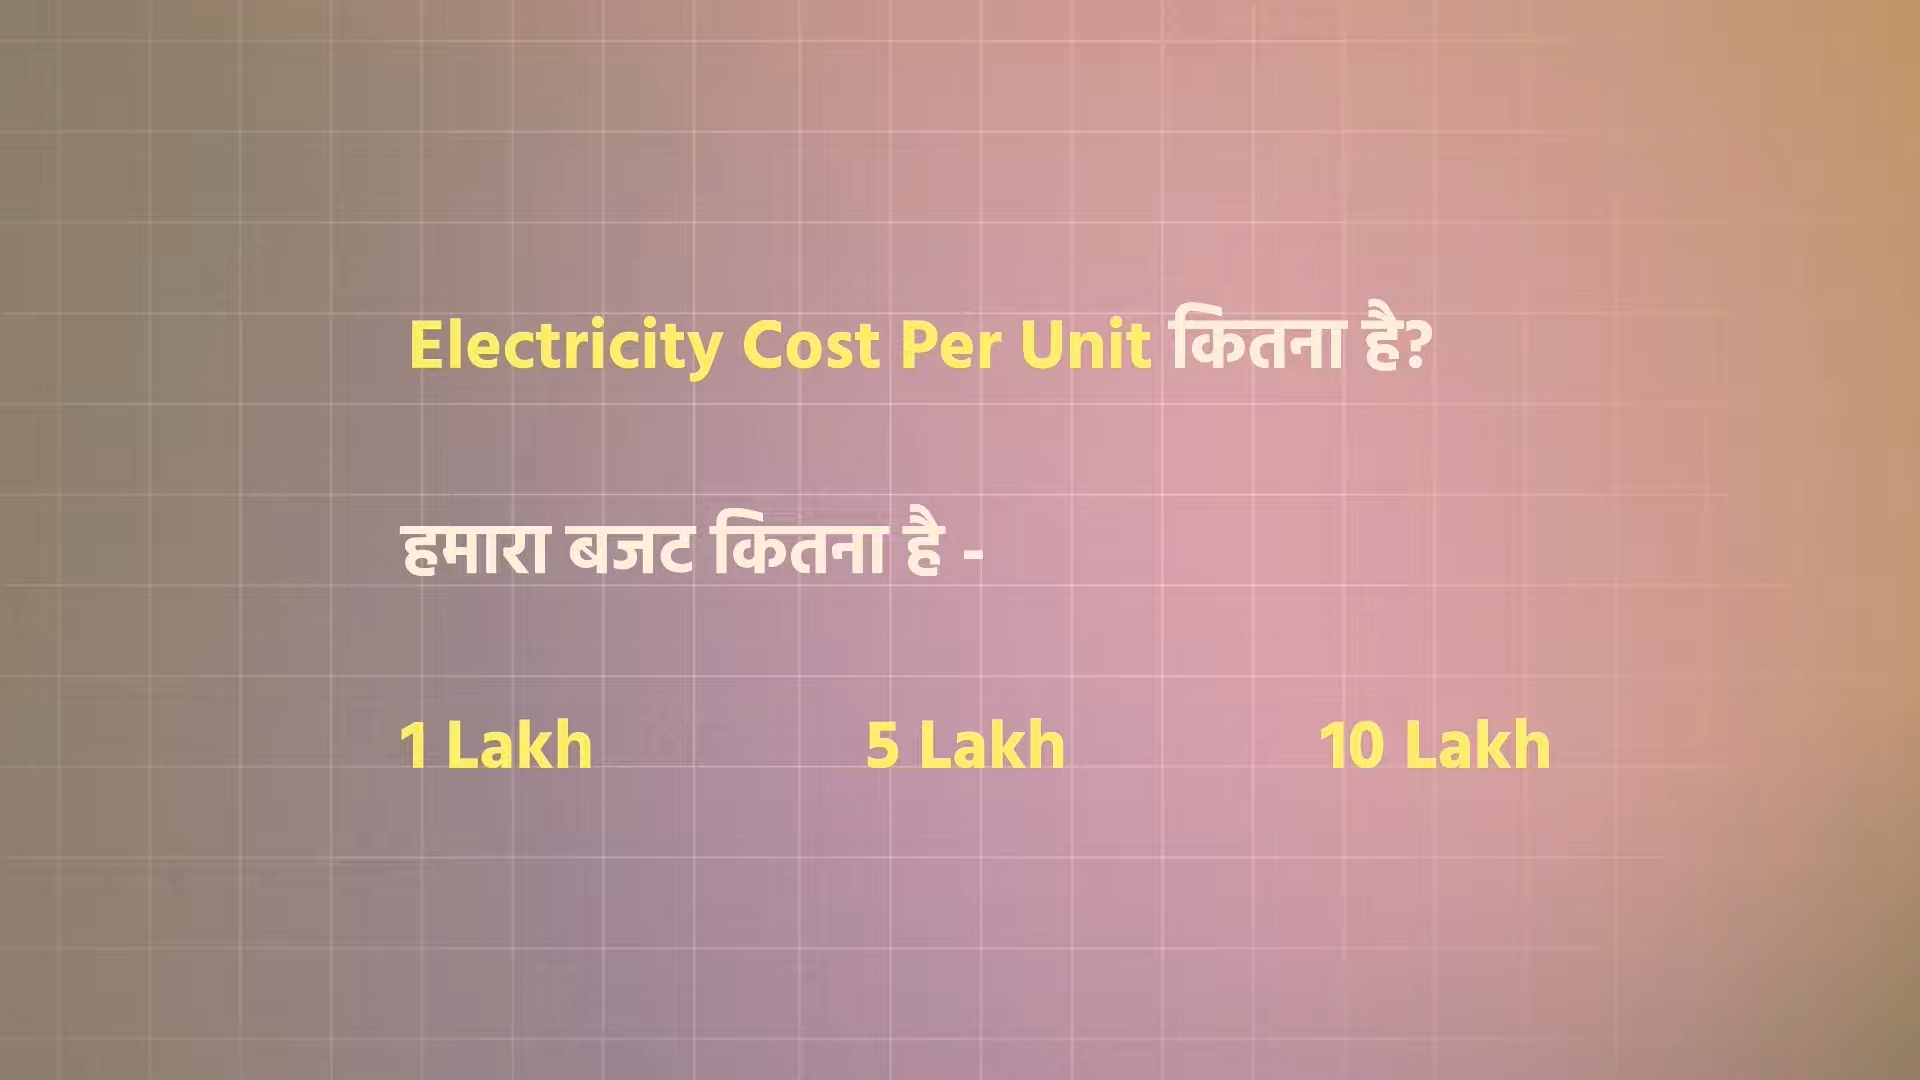 Electricity Cost Per Unit कितना है?
हमारा बजट कितना है -
1 Lakh 5 Lakh 10 Lakh